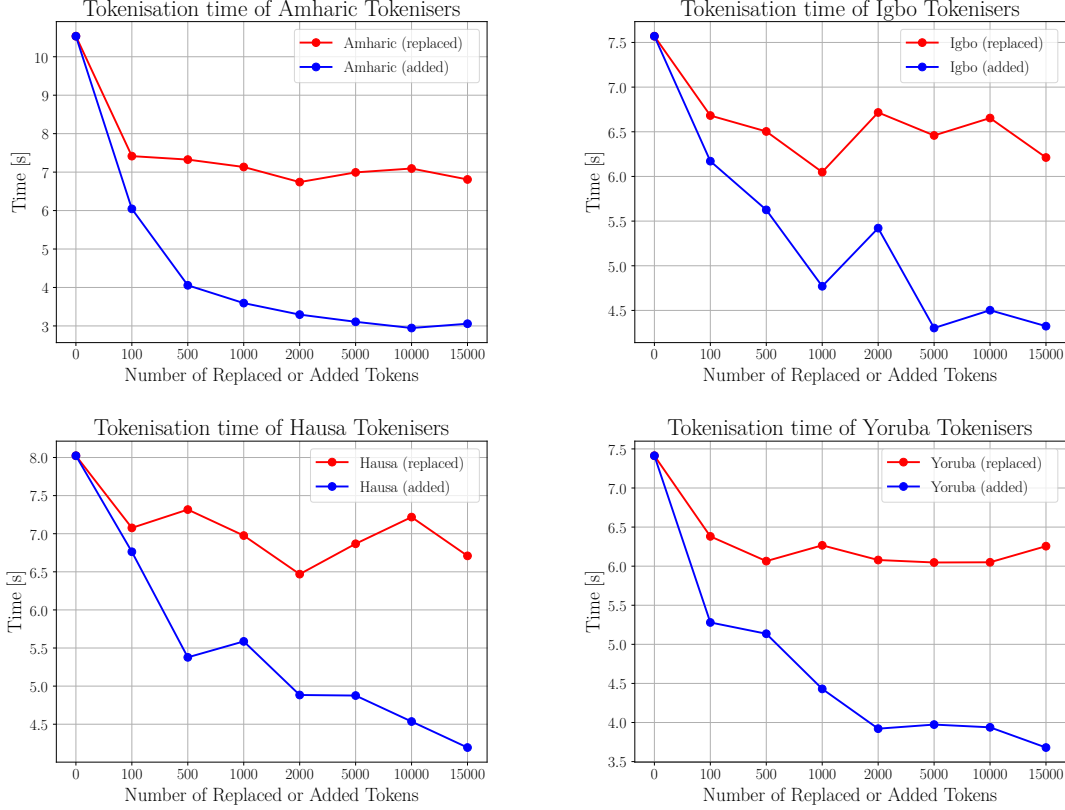 Tokenisation time of Amharic Tokenisers
Amharic (replaced)
Amharic (added)
Time [s]
10
9
8
7
6
5
4
3
0 100 500 1000 2000 5000 10000 15000
Number of Replaced or Added Tokens
Tokenisation time of Igbo Tokenisers
Igbo (replaced)
Igbo (added)
Time [s]
7.5
7.0
6.5
6.0
5.5
5.0
4.5
0 100 500 1000 2000 5000 10000 15000
Number of Replaced or Added Tokens
Tokenisation time of Hausa Tokenisers
Hausa (replaced)
Hausa (added)
Time [s]
8.0
7.5
7.0
6.5
6.0
5.5
5.0
4.5
0 100 500 1000 2000 5000 10000 15000
Number of Replaced or Added Tokens
Tokenisation time of Yoruba Tokenisers
Yoruba (replaced)
Yoruba (added)
Time [s]
7.5
7.0
6.5
6.0
5.5
5.0
4.5
4.0
3.5
0 100 500 1000 2000 5000 10000 15000
Number of Replaced or Added Tokens